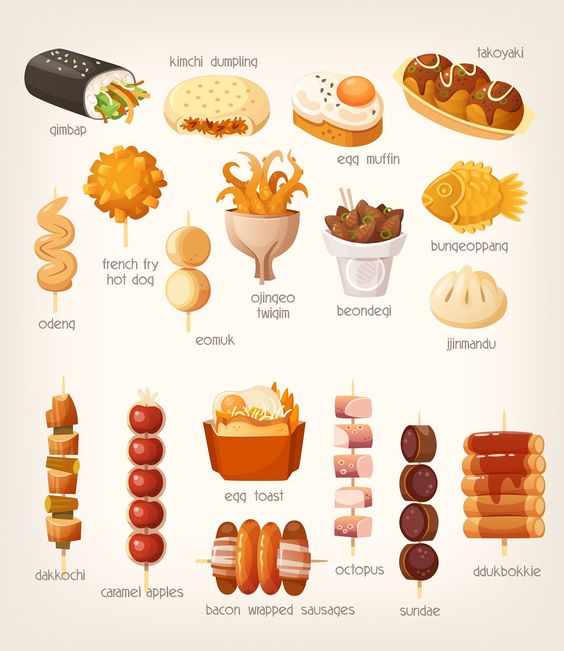 kimchi dumpling
takoyaki
gimbap
egg muffin
french fry
hot dog
bungeoppang
odeng
eomuk
ojingeo
twigim
beondegi
jjinmandu
egg toast
dakkochi
caramel apples
bacon wrapped sausages
octopus
sundae
ddukbokkie